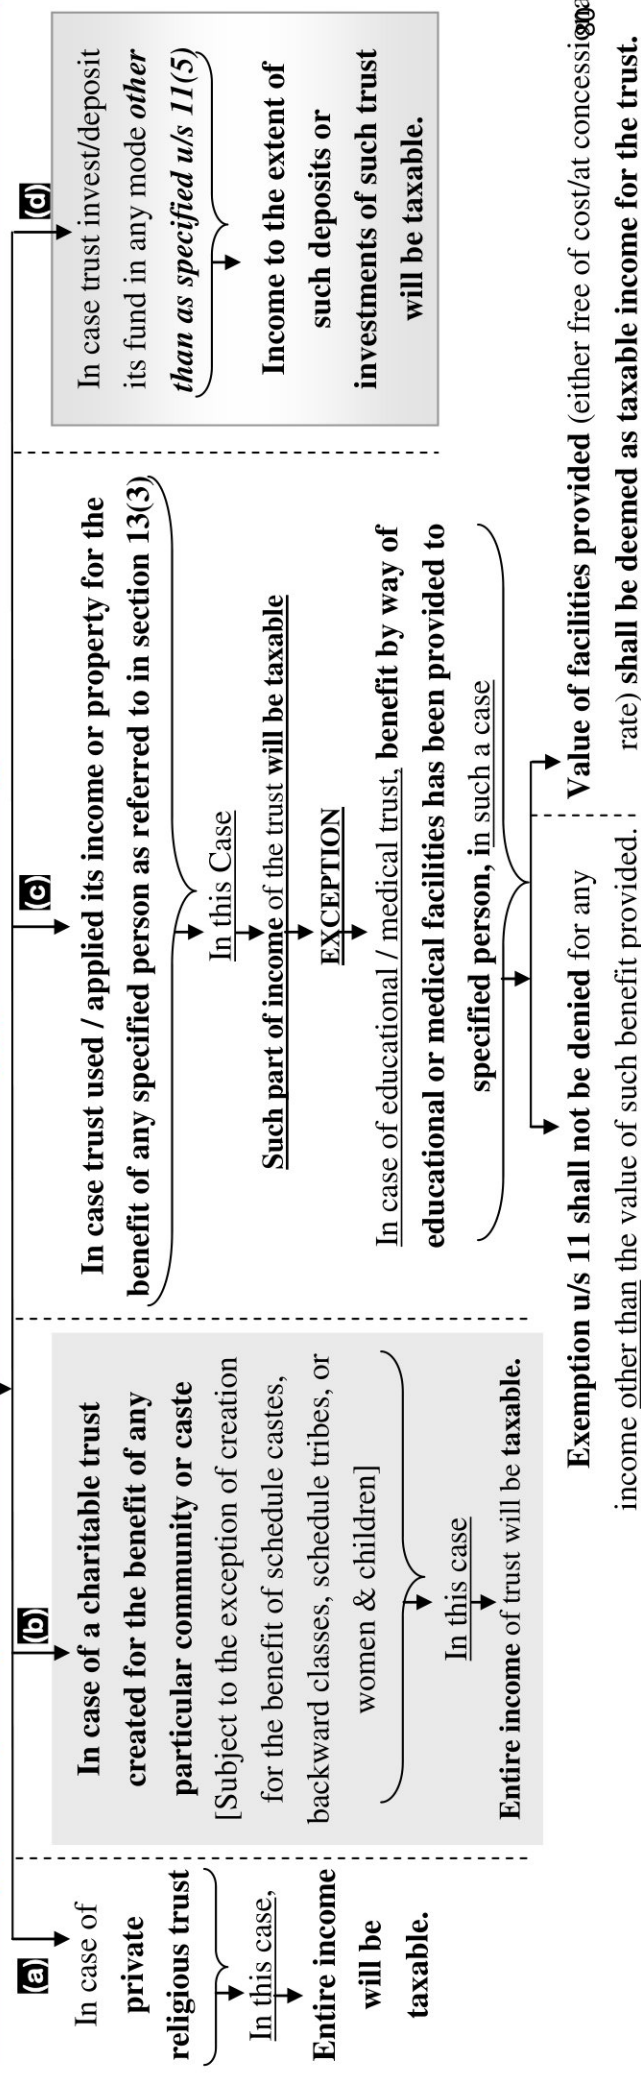 (a)
In case of
private
religious trust
In this case,
Entire income
will be
taxable.
(b)
In case of a charitable trust
created for the benefit of any
particular community or caste
[Subject to the exception of creation
for the benefit of schedule castes,
backward classes, schedule tribes, or
women & children]
In this case
Entire income of trust will be taxable.
(c)
In case trust used / applied its income or property for the
benefit of any specified person as referred to in section 13(3)
In this Case
Such part of income of the trust will be taxable
EXCEPTION
In case of educational / medical trust, benefit by way of
educational or medical facilities has been provided to
specified person, in such a case
Exemption u/s 11 shall not be denied for any
income other than the value of such benefit provided.
Value of facilities provided (either free of cost/at concessiona
rate) shall be deemed as taxable income for the trust.
(d)
In case trust invest/deposit
its fund in any mode other
than as specified u/s 11(5)
Income to the extent of
such deposits or
investments of such trust
will be taxable.
80